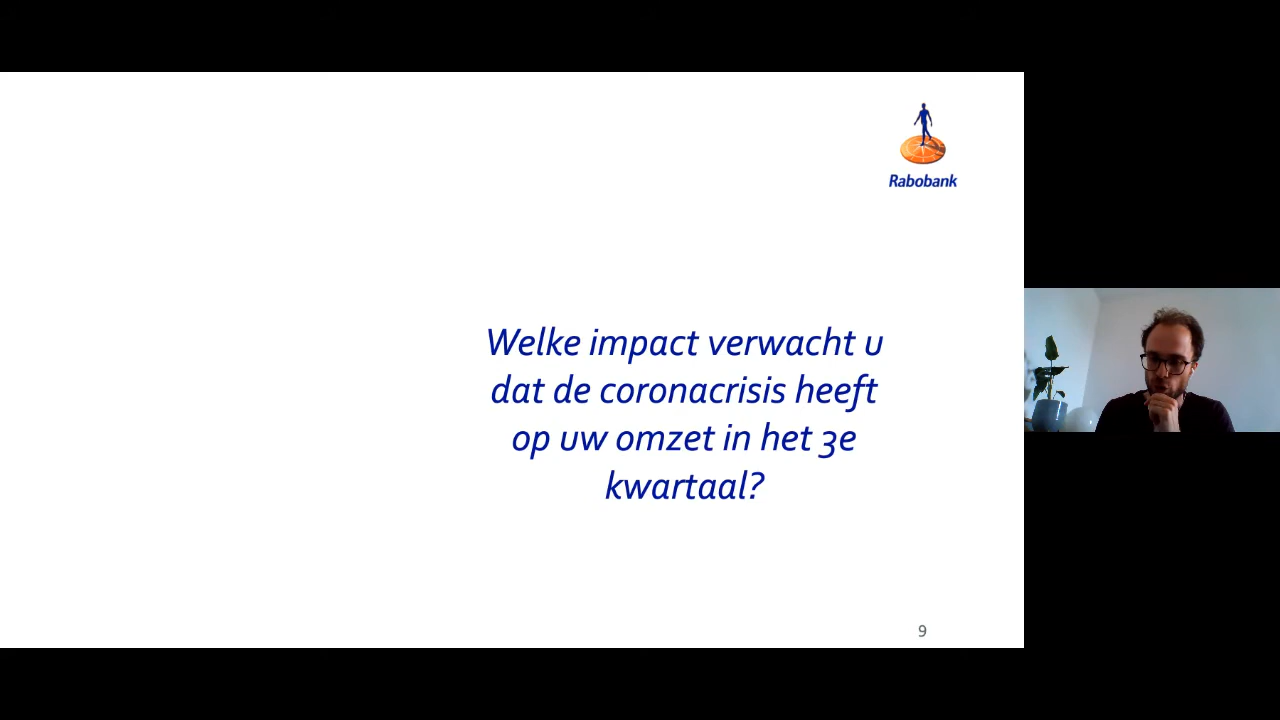 Rabobank
Welke impact verwacht u
dat de coronacrisis heeft
op uw omzet in het 3e
kwartaal?
9